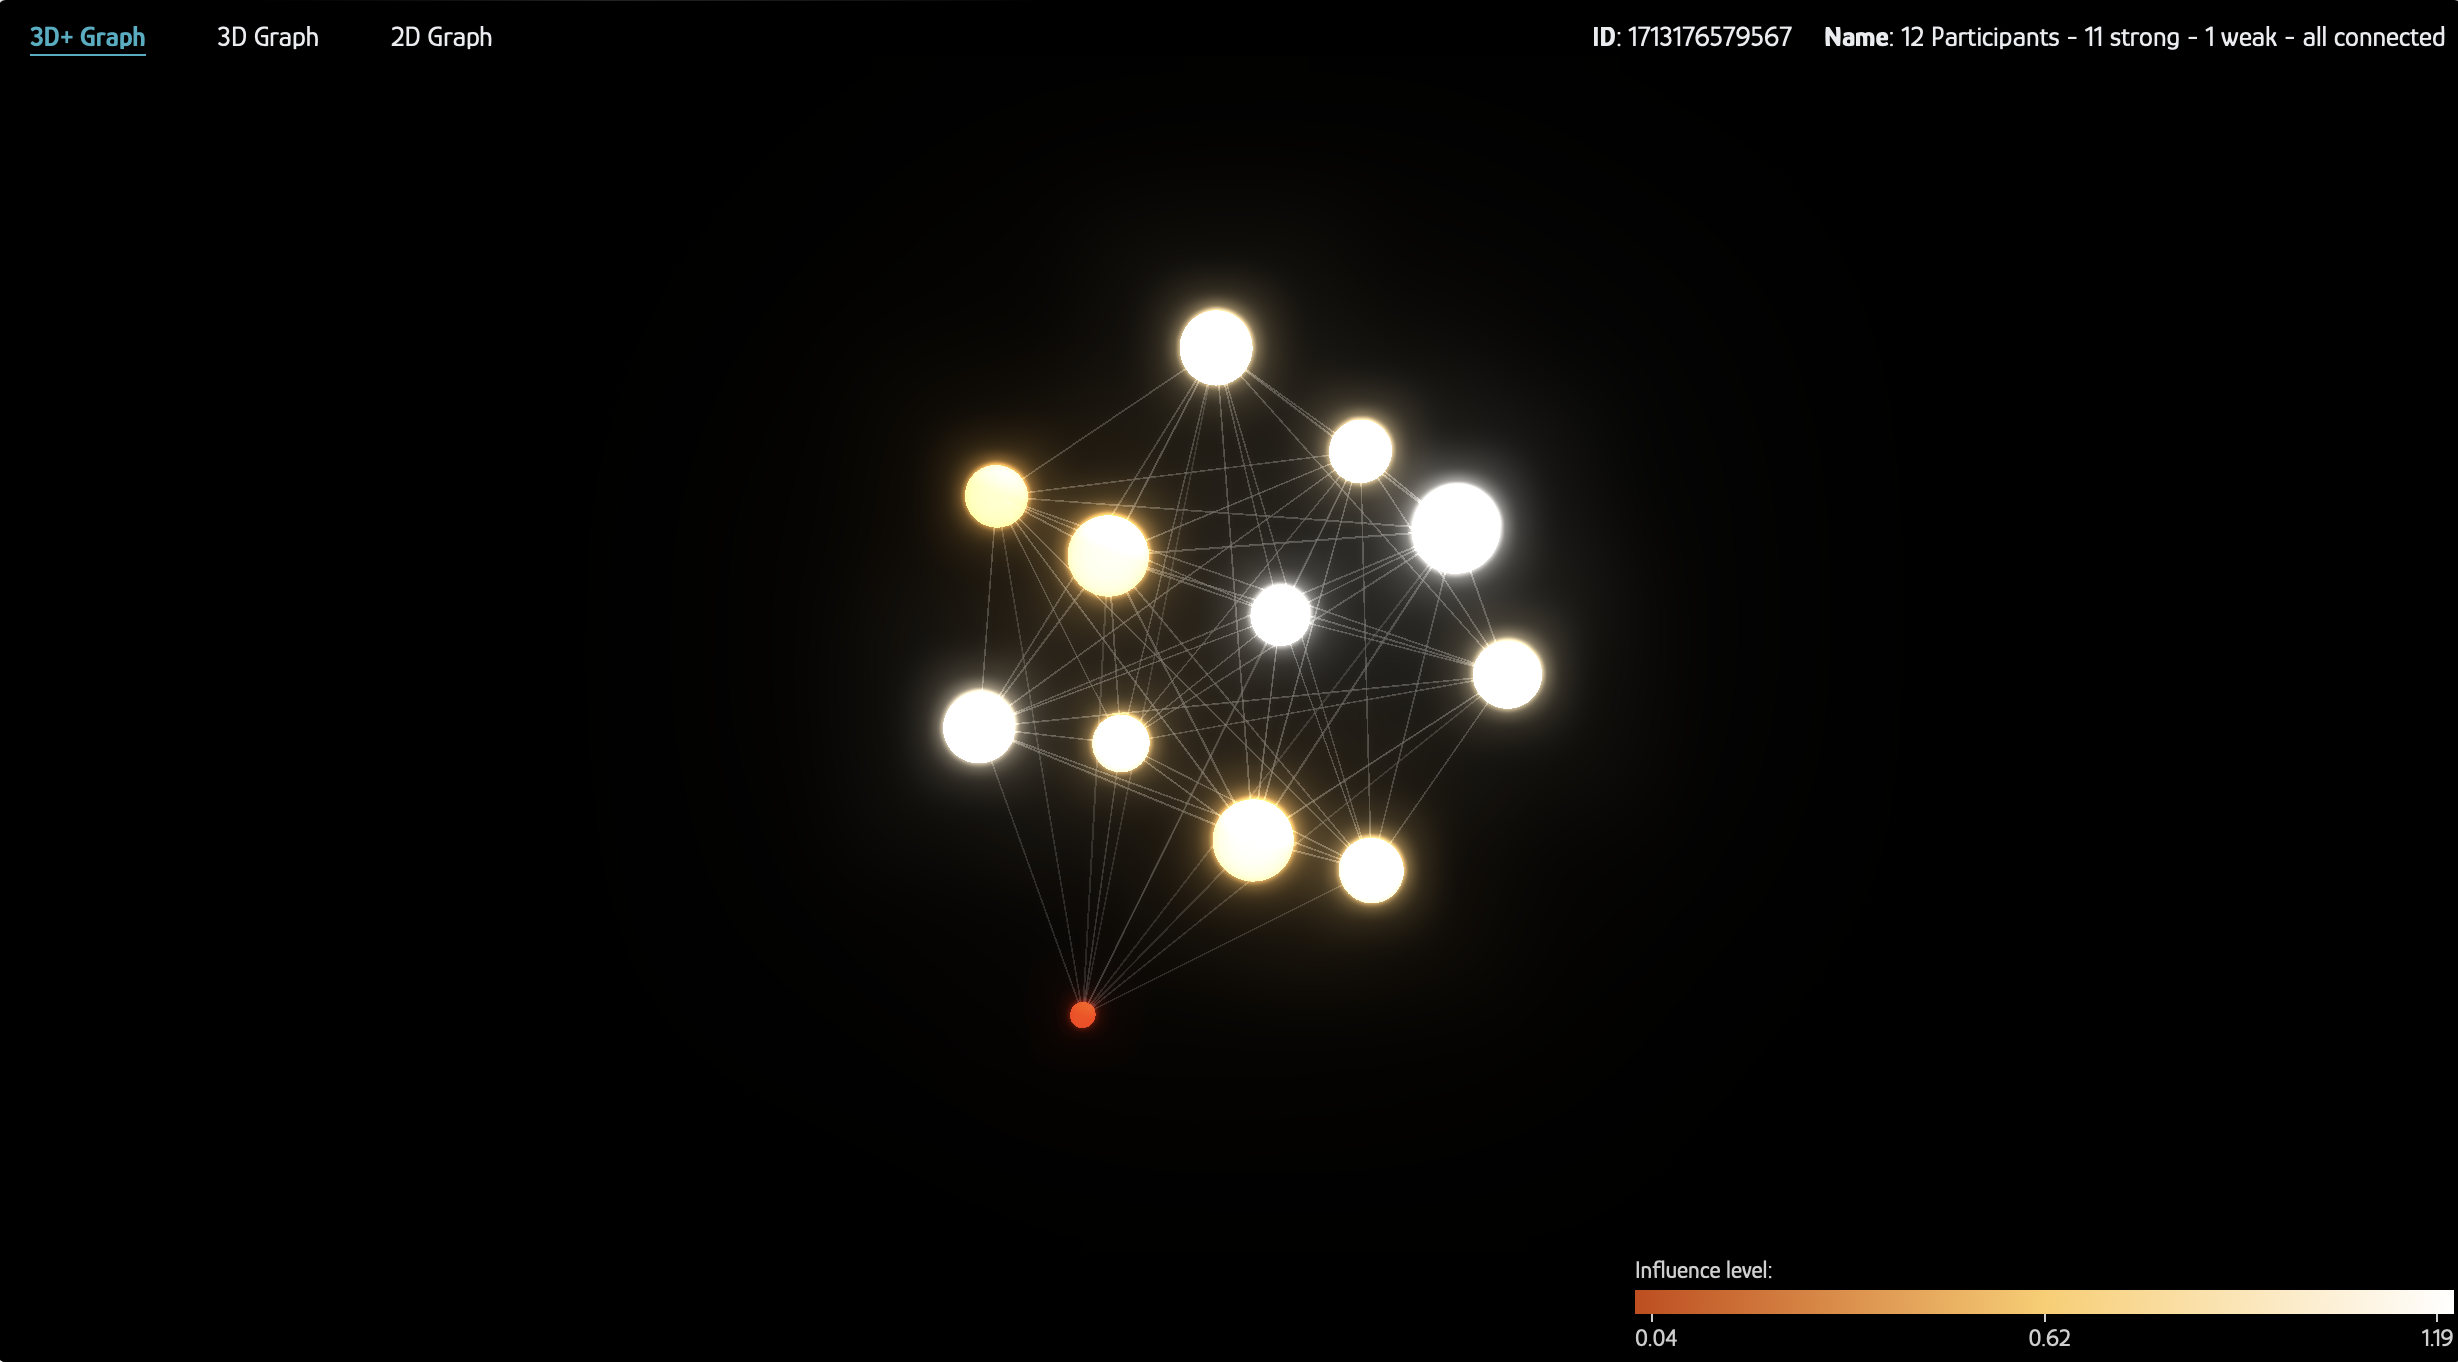 3D+ Graph 3D Graph 2D Graph ID: 1713176579567 Name: 12 Participants - 11 strong - 1 weak - all connected
Influence level:
0.04 0.62 1.19